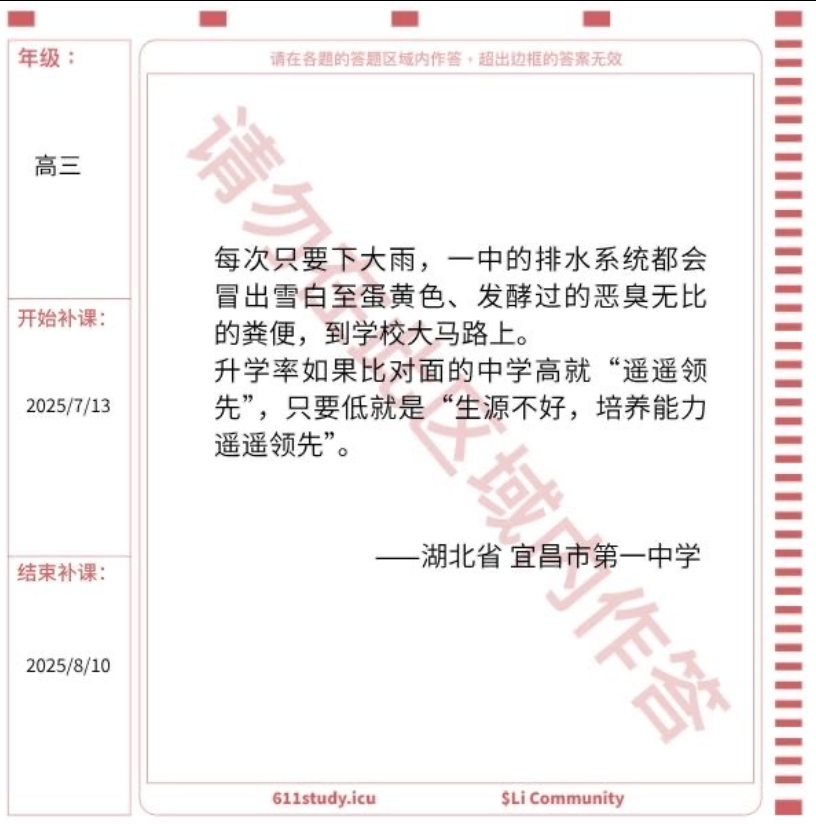 请在各题的答题区域内作答，超出边框的答案无效
年级：
高三
开始补课：
2025/7/13
结束补课：
2025/8/10
请勿在此区域内作答
每次只要下大雨，一中的排水系统都会
冒出雪白至蛋黄色、发酵过的恶臭无比
的粪便，到学校大马路上。
升学率如果比对面的中学高就“遥遥领
先”，只要低就是“生源不好，培养能力
遥遥领先”。
——湖北省 宜昌市第一中学
611study.icu
$Li Community